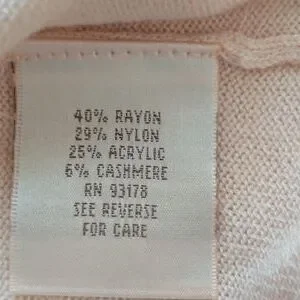 40% RAYON
29% NYLON
25% ACRYLIC
6% CASHMERE
RN 93178
SEE REVERSE
FOR CARE